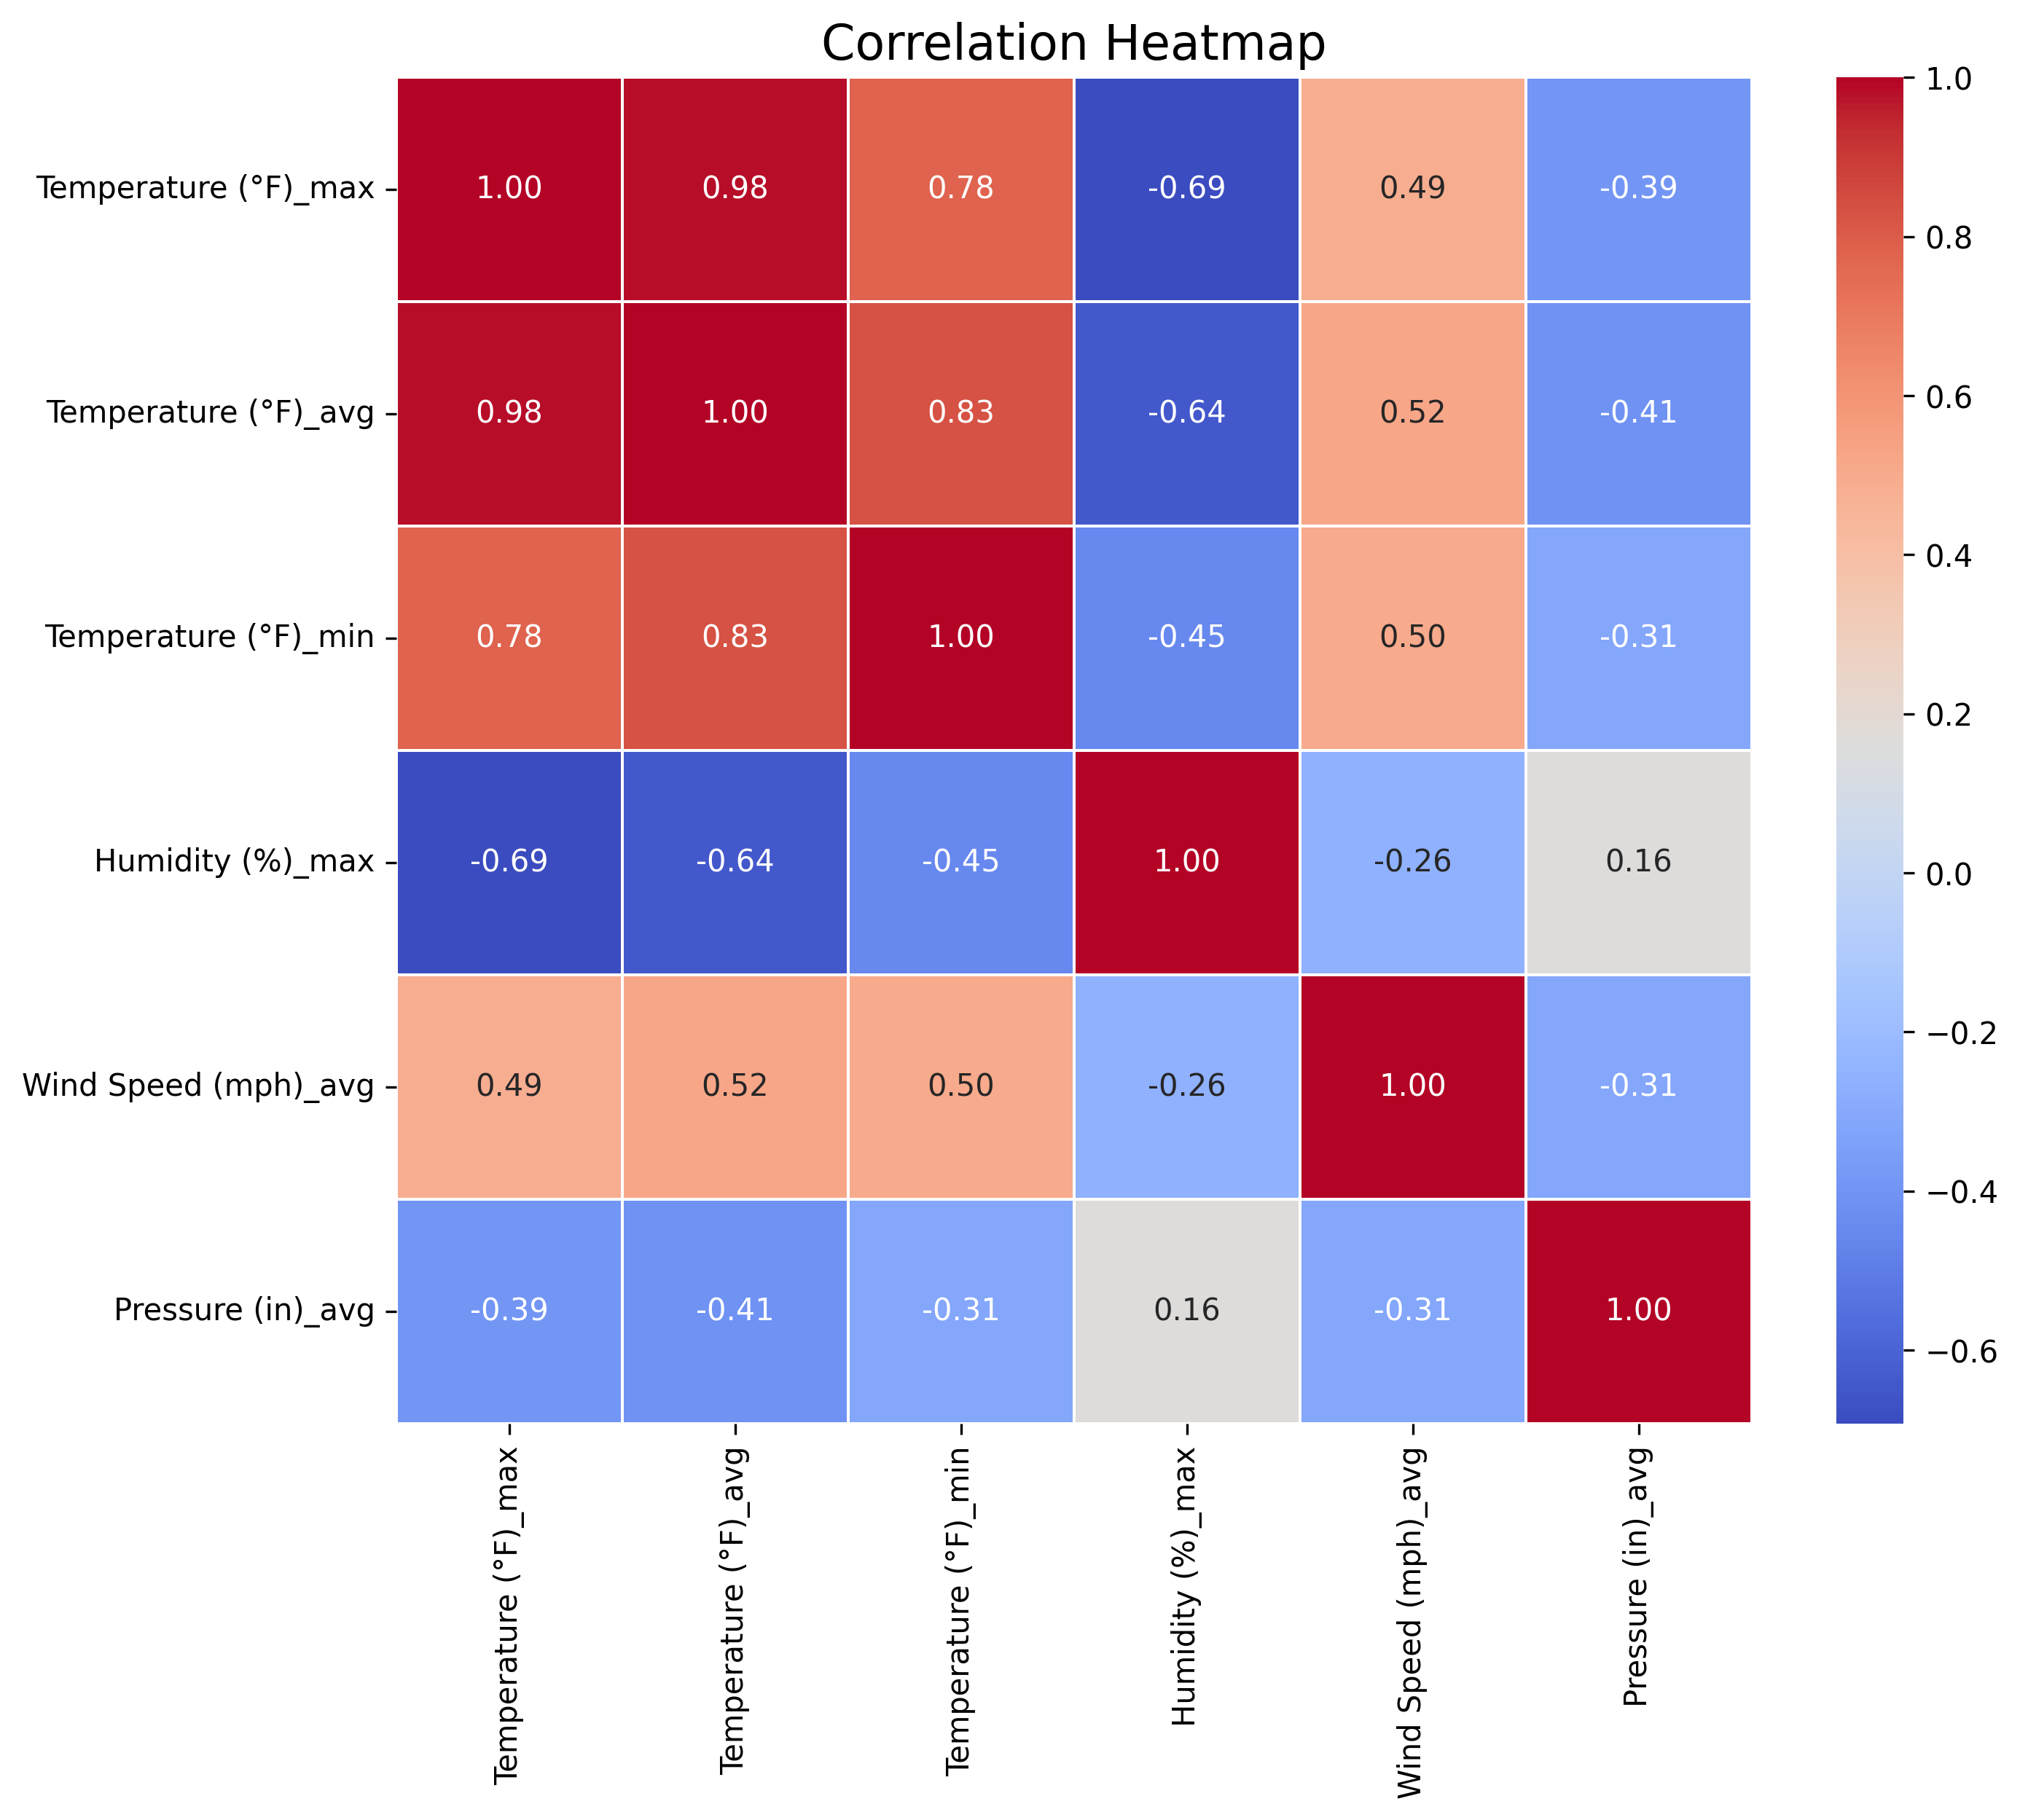 Correlation Heatmap
Temperature (°F)_max 1.00 0.98 0.78 -0.69 0.49 -0.39
Temperature (°F)_avg 0.98 1.00 0.83 -0.64 0.52 -0.41
Temperature (°F)_min 0.78 0.83 1.00 -0.45 0.50 -0.31
Humidity (%)_max -0.69 -0.64 -0.45 1.00 -0.26 0.16
Wind Speed (mph)_avg 0.49 0.52 0.50 -0.26 1.00 -0.31
Pressure (in)_avg -0.39 -0.41 -0.31 0.16 -0.31 1.00
Temperature (°F)_max
Temperature (°F)_avg
Temperature (°F)_min
Humidity (%)_max
Wind Speed (mph)_avg
Pressure (in)_avg
1.0
0.8
0.6
0.4
0.2
0.0
−0.2
−0.4
−0.6